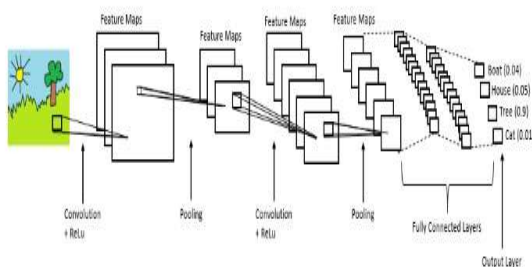 Feature Maps
Feature Maps
Feature Maps
Feature Maps
Boat (0.04)
House (0.05)
Tree (0.9)
Cat (0.01
Convolution
+ ReLu
Pooling
Convolution
+ ReLu
Pooling
Fully Connected Layers
Output Layer